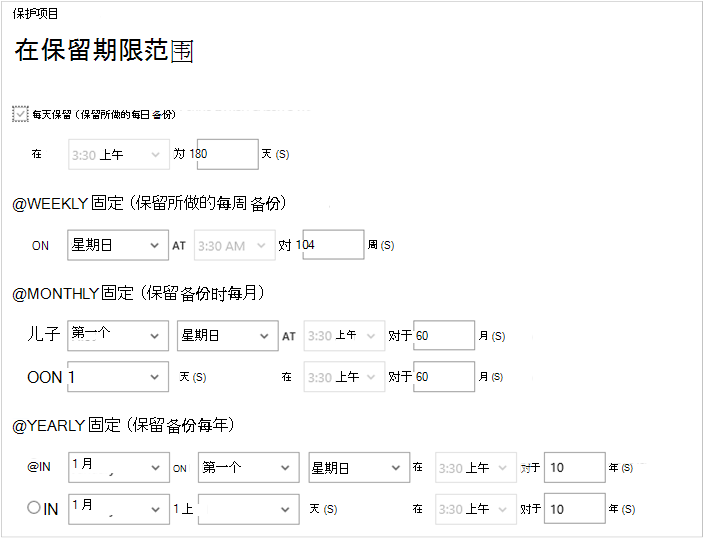 保护项目
在保留期限范围
每天保留 (保留所做的每日备份)
在 3:30 上午 为 180 天 (S)
@WEEKLY 固定 (保留所做的每周备份)
ON 星期日 AT 3:30 AM 对 104 周 (S)
@MONTHLY 固定 (保留备份时每月)
儿子 第一个 星期日 AT 3:30 上午 对于 60 月 (S)
OON 1 天 (S) 在 3:30 上午 对于 60 月 (S)
@YEARLY 固定 (保留备份每年)
@IN 1 月 ON 第一个 星期日 在 3:30 上午 对于 10 年 (S)
IN 1 月 1 上 天 (S) 在 3:30 上午 对于 10 年 (S)